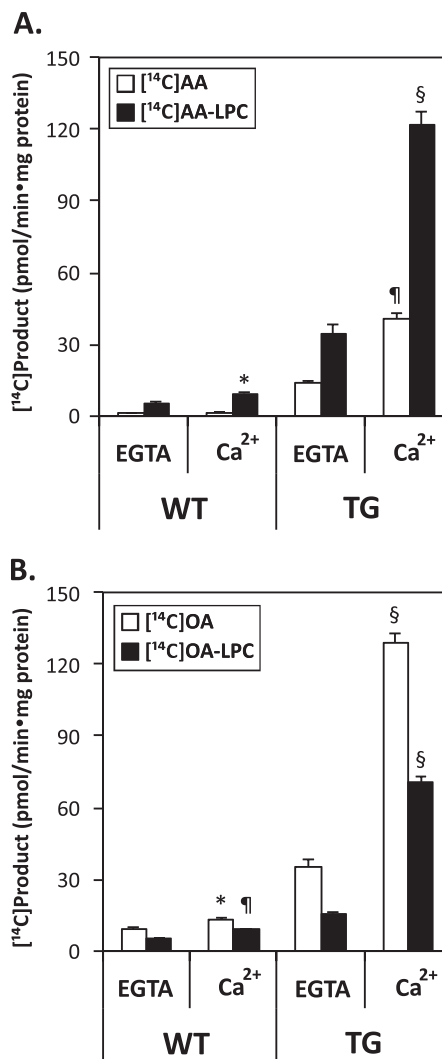 A.
[¹⁴C]Product (pmol/min•mg protein)
150
120
90
60
30
0
[¹⁴C]AA
[¹⁴C]AA-LPC
*
¶
§
EGTA Ca²⁺ EGTA Ca²⁺
WT TG
B.
[¹⁴C]Product (pmol/min•mg protein)
150
120
90
60
30
0
[¹⁴C]OA
[¹⁴C]OA-LPC
* ¶
§
§
EGTA Ca²⁺ EGTA Ca²⁺
WT TG